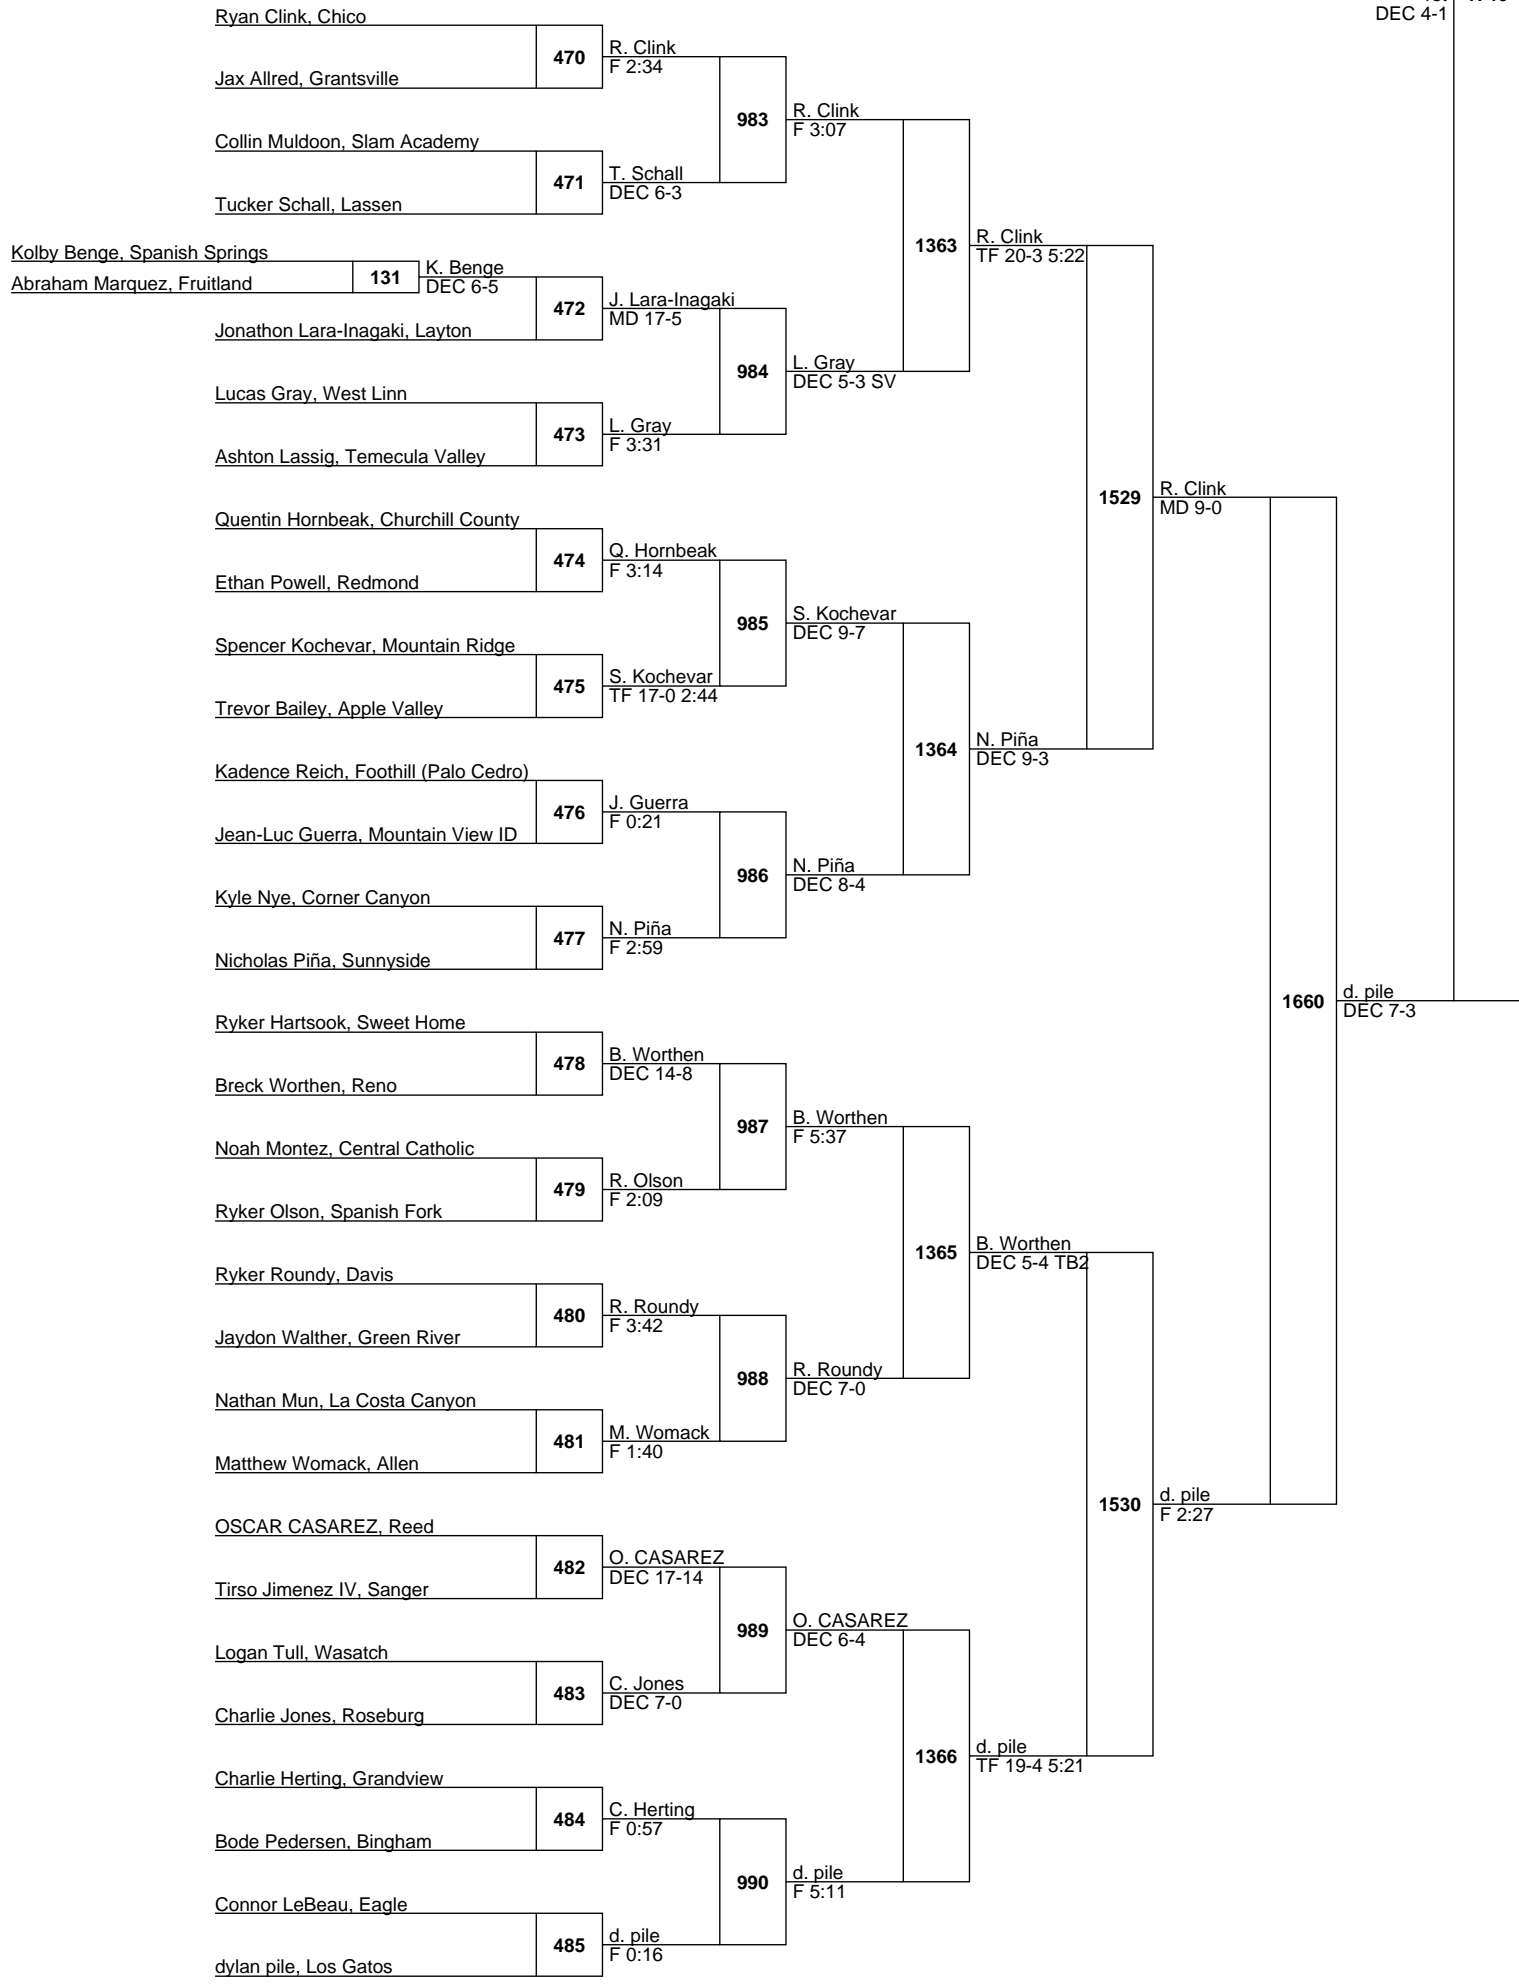 DEC 4-1
Ryan Clink, Chico
470
R. Clink
F 2:34
Jax Allred, Grantsville
983
R. Clink
F 3:07
Collin Muldoon, Slam Academy
471
T. Schall
DEC 6-3
Tucker Schall, Lassen
1363
R. Clink
TF 20-3 5:22
Kolby Benge, Spanish Springs
131
K. Benge
DEC 6-5
Abraham Marquez, Fruitland
472
J. Lara-Inagaki
MD 17-5
Jonathon Lara-Inagaki, Layton
984
L. Gray
DEC 5-3 SV
Lucas Gray, West Linn
473
L. Gray
F 3:31
Ashton Lassig, Temecula Valley
1529
R. Clink
MD 9-0
Quentin Hornbeak, Churchill County
474
Q. Hornbeak
F 3:14
Ethan Powell, Redmond
985
S. Kochevar
DEC 9-7
Spencer Kochevar, Mountain Ridge
475
S. Kochevar
TF 17-0 2:44
Trevor Bailey, Apple Valley
1364
N. Piña
DEC 9-3
Kadence Reich, Foothill (Palo Cedro)
476
J. Guerra
F 0:21
Jean-Luc Guerra, Mountain View ID
986
N. Piña
DEC 8-4
Kyle Nye, Corner Canyon
477
N. Piña
F 2:59
Nicholas Piña, Sunnyside
1660
d. pile
DEC 7-3
Ryker Hartsook, Sweet Home
478
B. Worthen
DEC 14-8
Breck Worthen, Reno
987
B. Worthen
F 5:37
Noah Montez, Central Catholic
479
R. Olson
F 2:09
Ryker Olson, Spanish Fork
1365
B. Worthen
DEC 5-4 TB2
Ryker Roundy, Davis
480
R. Roundy
F 3:42
Jaydon Walther, Green River
988
R. Roundy
DEC 7-0
Nathan Mun, La Costa Canyon
481
M. Womack
F 1:40
Matthew Womack, Allen
1530
d. pile
F 2:27
OSCAR CASAREZ, Reed
482
O. CASAREZ
DEC 17-14
Tirso Jimenez IV, Sanger
989
O. CASAREZ
DEC 6-4
Logan Tull, Wasatch
483
C. Jones
DEC 7-0
Charlie Jones, Roseburg
1366
d. pile
TF 19-4 5:21
Charlie Herting, Grandview
484
C. Herting
F 0:57
Bode Pedersen, Bingham
990
d. pile
F 5:11
Connor LeBeau, Eagle
485
d. pile
F 0:16
dylan pile, Los Gatos